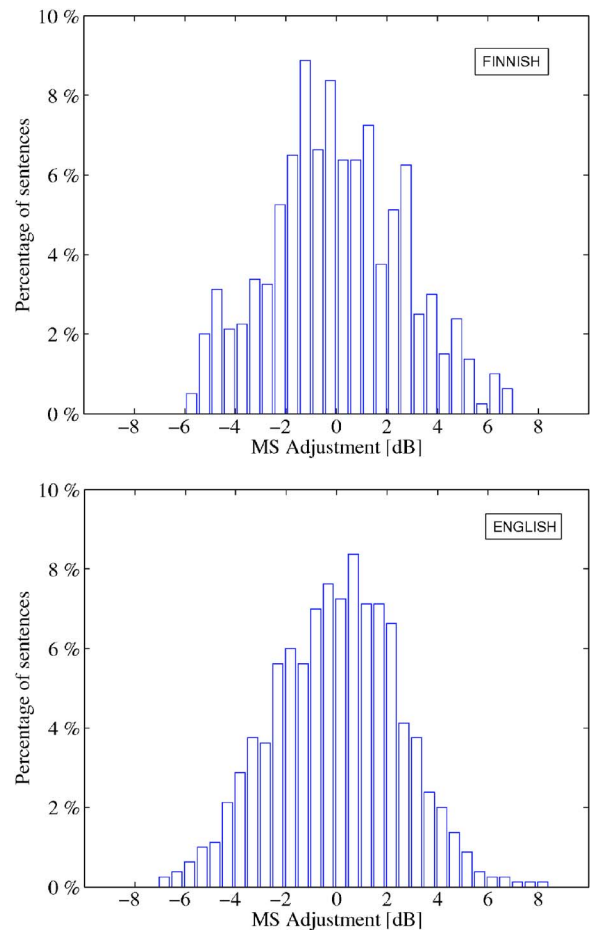 10 %
FINNISH
8 %
6 %
4 %
2 %
0 %
Percentage of sentences
−8 −6 −4 −2 0 2 4 6 8
MS Adjustment [dB]
10 %
ENGLISH
8 %
6 %
4 %
2 %
0 %
Percentage of sentences
−8 −6 −4 −2 0 2 4 6 8
MS Adjustment [dB]